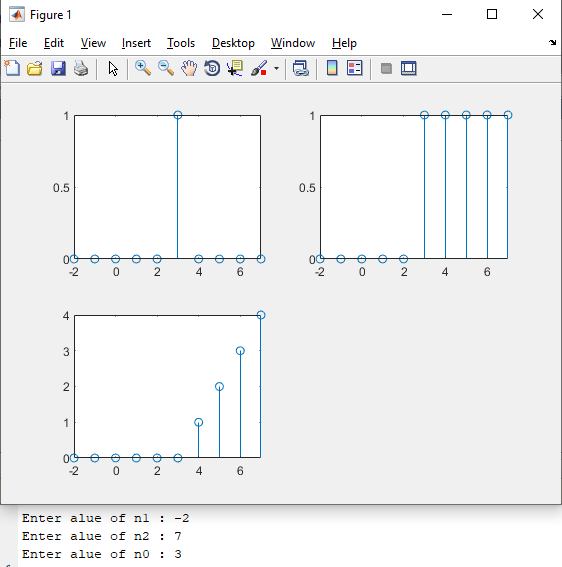 Figure 1
File Edit View Insert Tools Desktop Window Help
1
0.5
0
-2 0 2 4 6
1
0.5
0
-2 0 2 4 6
4
3
2
1
0
-2 0 2 4 6
Enter alue of n1 : -2
Enter alue of n2 : 7
Enter alue of n0 : 3